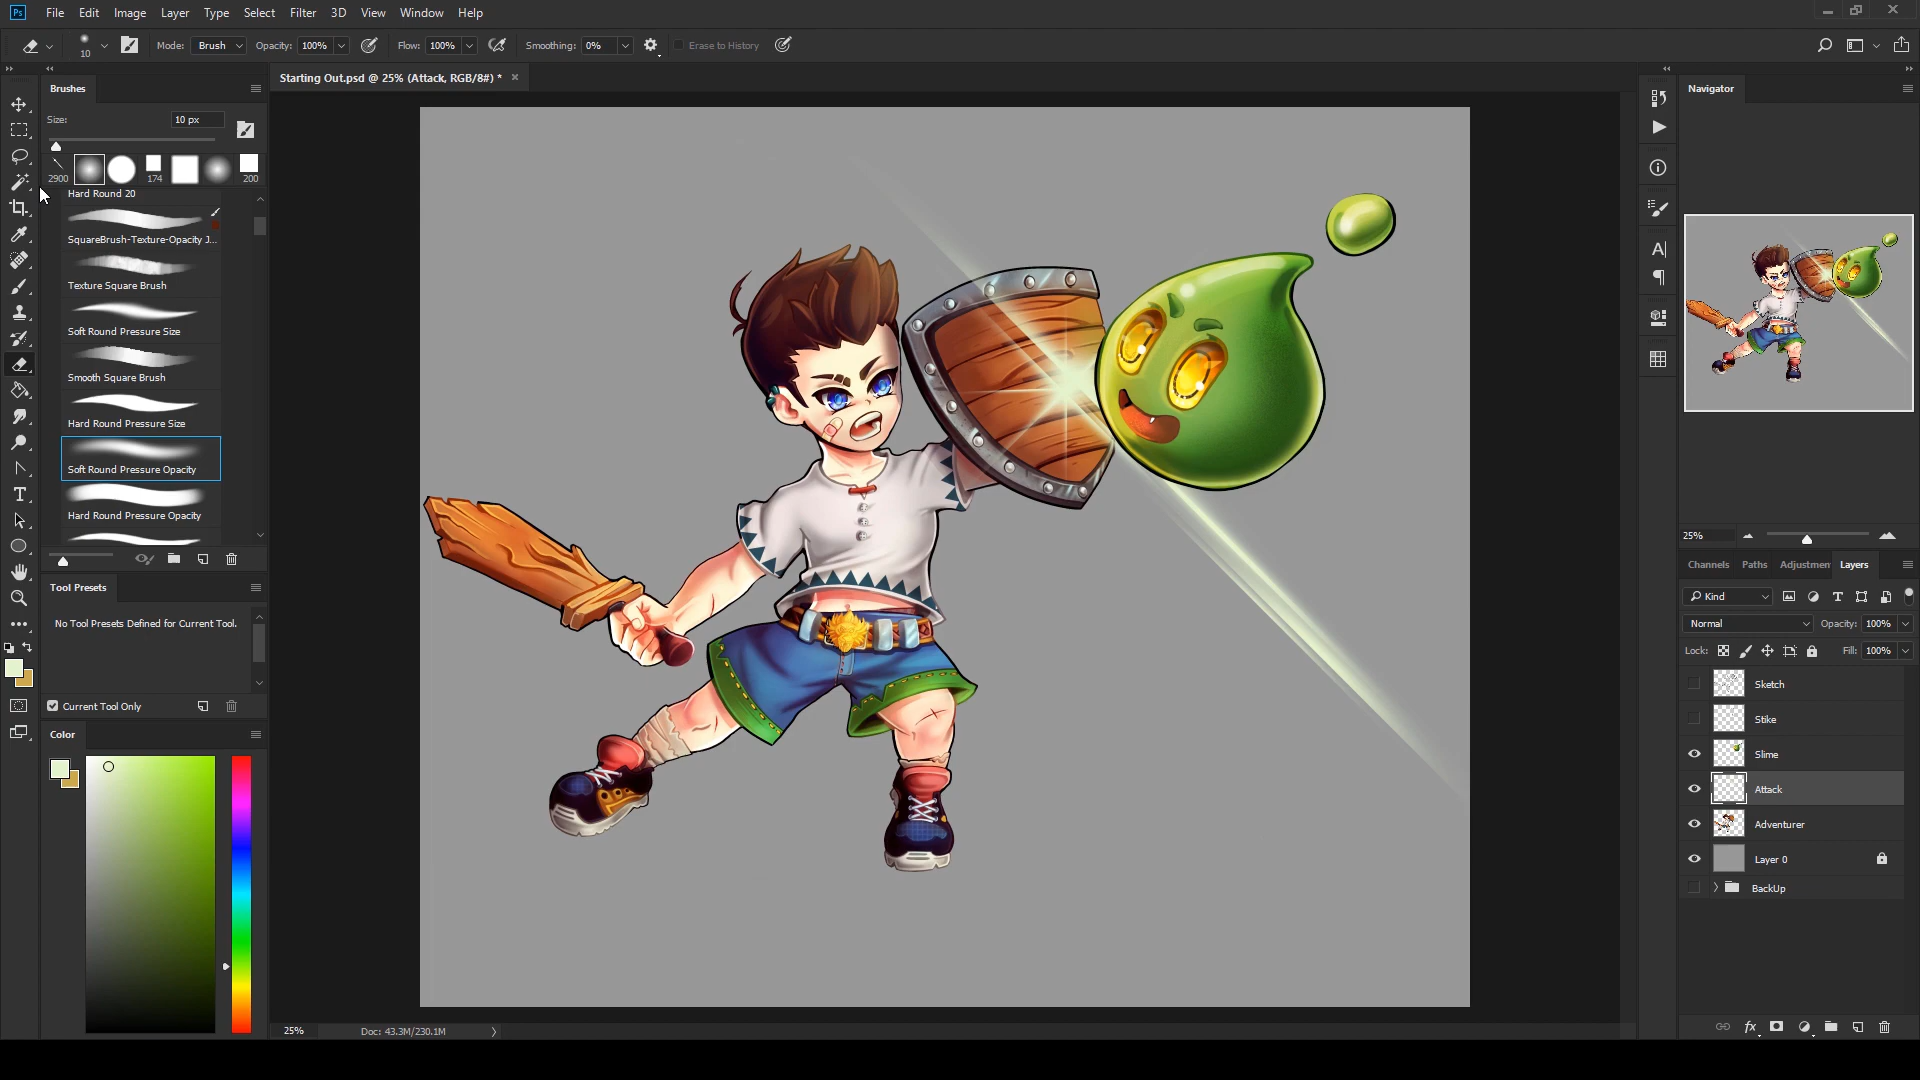 Ps File Edit Image Layer Type Select Filter 3D View Window Help
10 Mode: Brush Opacity: 100% Flow: 100% Smoothing: 0% Erase to History
Starting Out.psd @ 25% (Attack, RGB/8#) *
Brushes
Size: 10 px
2900 174 200
Hard Round 20
SquareBrush-Texture-Opacity J...
Texture Square Brush
Soft Round Pressure Size
Smooth Square Brush
Hard Round Pressure Size
Soft Round Pressure Opacity
Hard Round Pressure Opacity
Tool Presets
No Tool Presets Defined for Current Tool.
Current Tool Only
Color
25% Doc: 43.3M/230.1M
Navigator
25%
Channels Paths Adjustmen Layers
Kind
Normal Opacity: 100%
Lock: Fill: 100%
Sketch
Stike
Slime
Attack
Adventurer
Layer 0
BackUp
fx